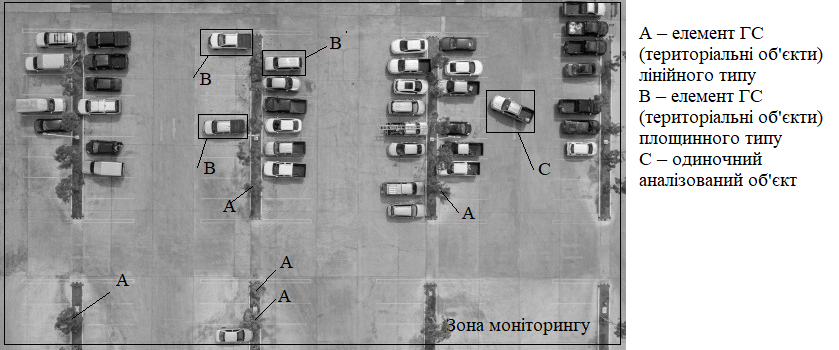 А – елемент ГС
(територіальні об'єкти)
лінійного типу
В – елемент ГС
(територіальні об'єкти)
площинного типу
С – одиночний
аналізований об'єкт
В
В
В
С
А
А
А
А
А
Зона моніторингу